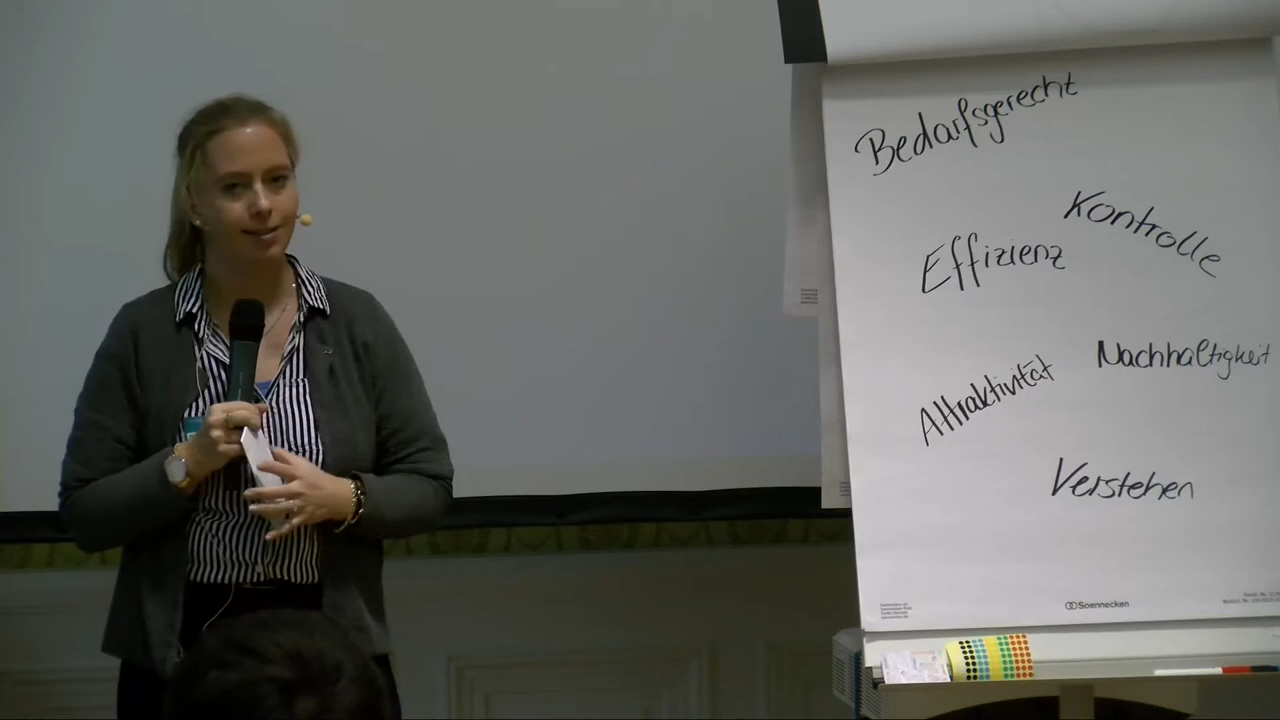 Bedarfsgerecht
Kontrolle
Effizienz
Nachhaltigkeit
Attraktivität
Verstehen
Soennecken